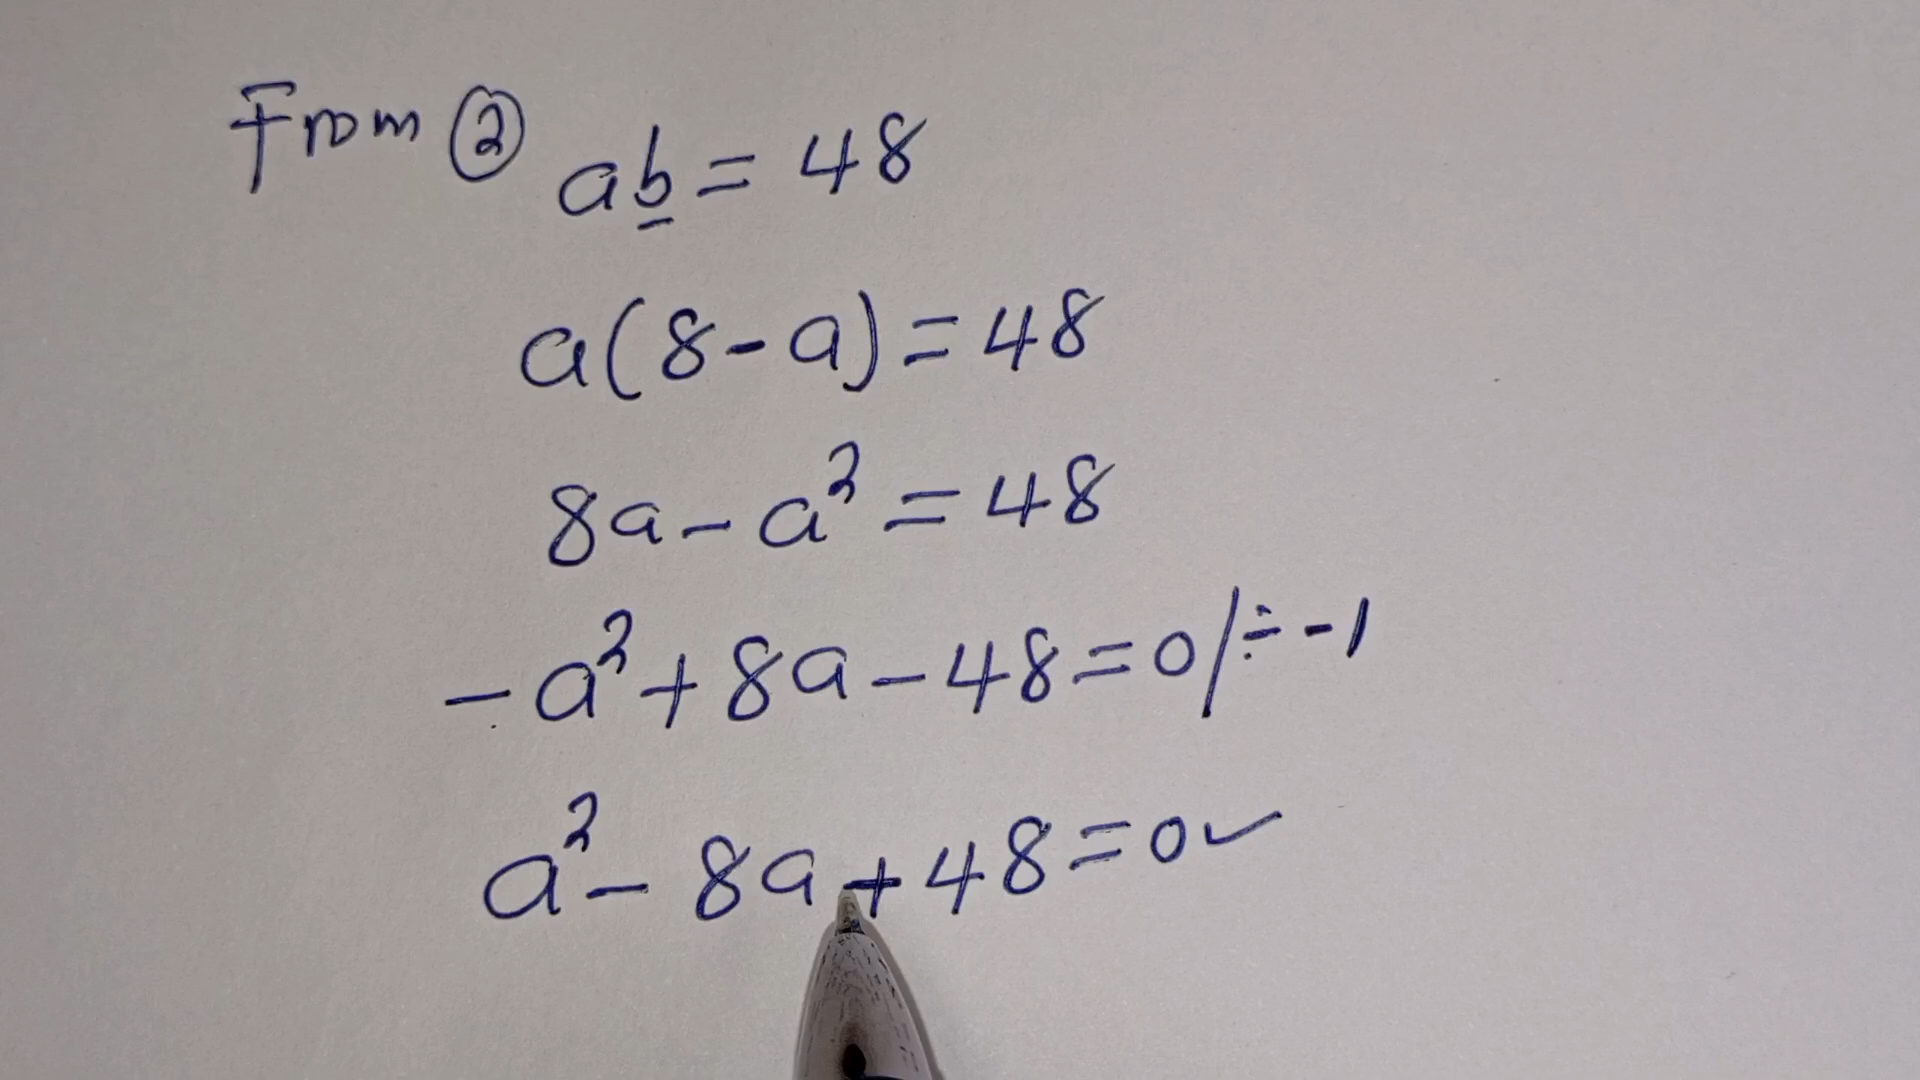 From ② ab = 48
a(8-a) = 48
8a - a² = 48
-a² + 8a - 48 = 0 / ÷ -1
a² - 8a + 48 = 0 ✓